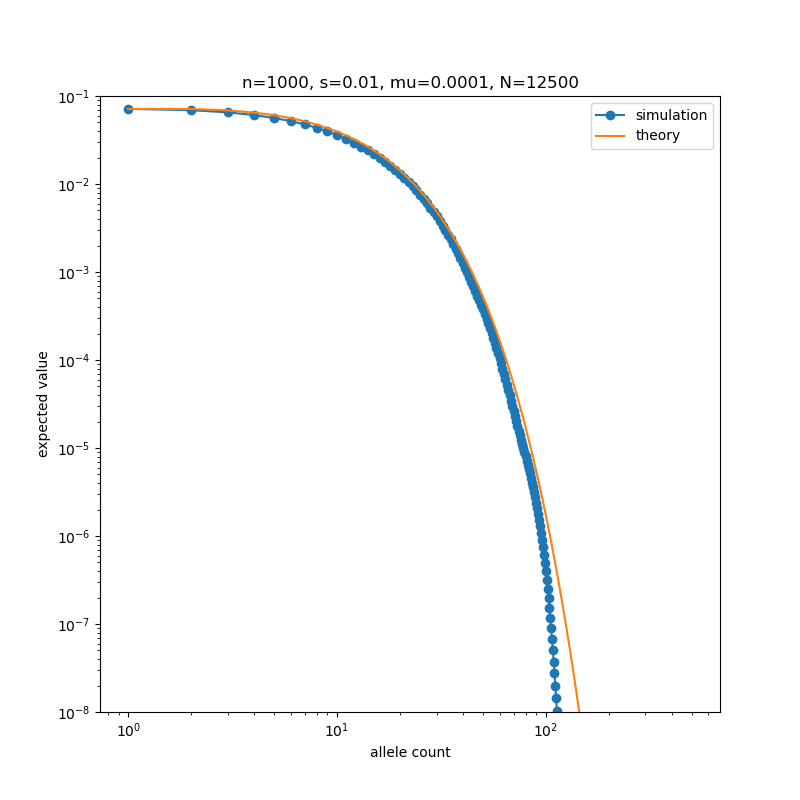 n=1000, s=0.01, mu=0.0001, N=12500
simulation
theory
10⁻¹
10⁻²
10⁻³
10⁻⁴
10⁻⁵
10⁻⁶
10⁻⁷
10⁻⁸
expected value
10⁰ 10¹ 10²
allele count